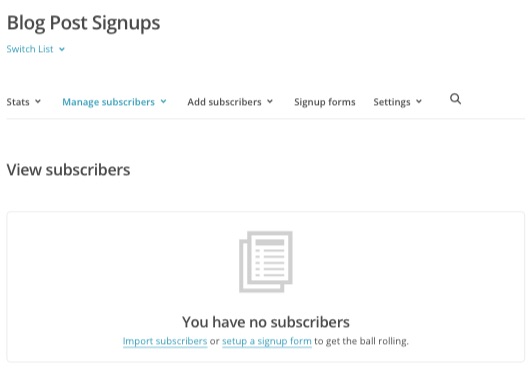 Blog Post Signups
Switch List
Stats Manage subscribers Add subscribers Signup forms Settings
View subscribers
You have no subscribers
Import subscribers or setup a signup form to get the ball rolling.